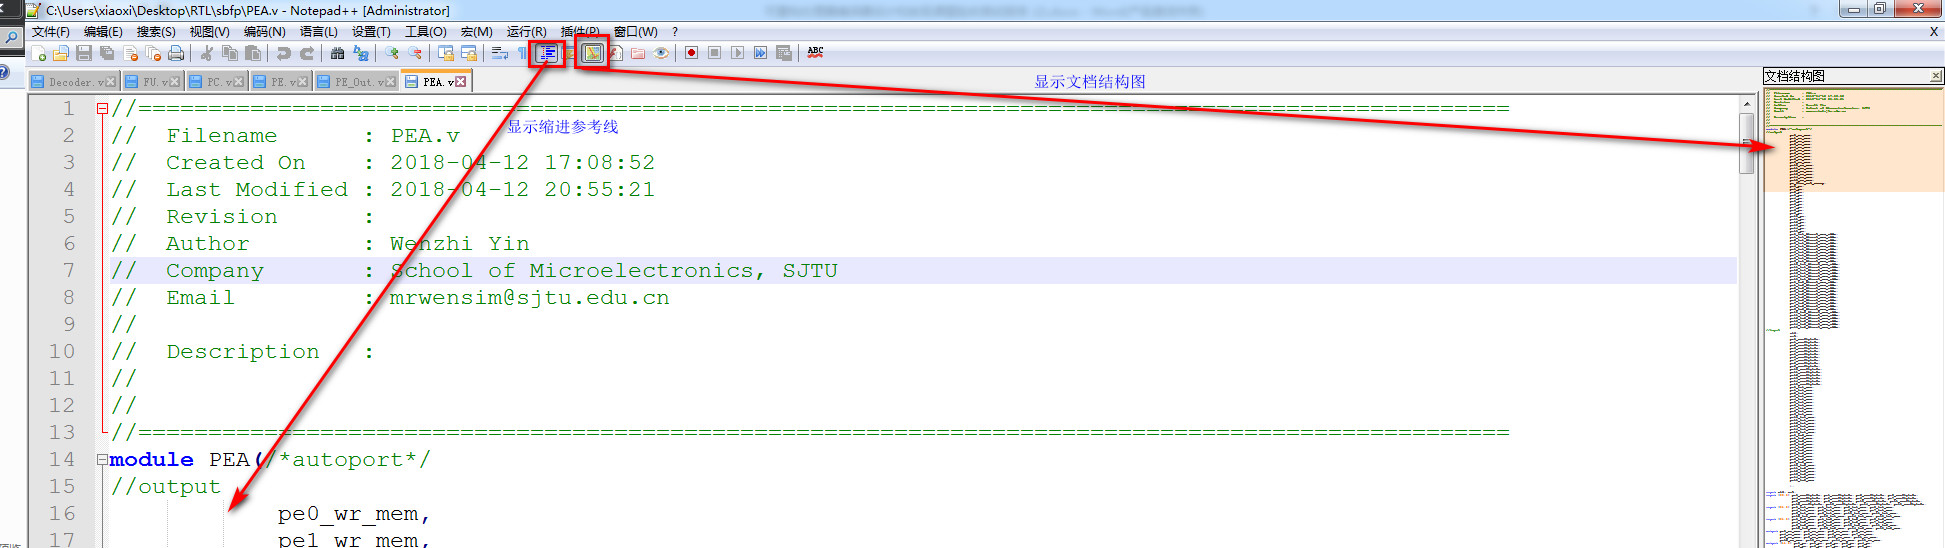 C:\Users\xiaoxi\Desktop\RTL\sbfp\PEA.v - Notepad++ [Administrator]
文件(F) 编辑(E) 搜索(S) 视图(V) 编码(N) 语言(L) 设置(T) 工具(O) 宏(M) 运行(R) 插件(P) 窗口(W) ? X
ABC
Decoder.v FU.v PC.v PE.v PE_Out.v PEA.v
显示文档结构图
文档结构图
显示缩进参考线
1 //==================================================================================================
2 // Filename : PEA.v
3 // Created On : 2018-04-12 17:08:52
4 // Last Modified : 2018-04-12 20:55:21
5 // Revision :
6 // Author : Wenzhi Yin
7 // Company : School of Microelectronics, SJTU
8 // Email : mrwensim@sjtu.edu.cn
9 //
10 // Description :
11 //
12 //
13 //==================================================================================================
14 module PEA(/*autoport*/
15 //output
16 pe0_wr_mem,
17 pe1_wr_mem,